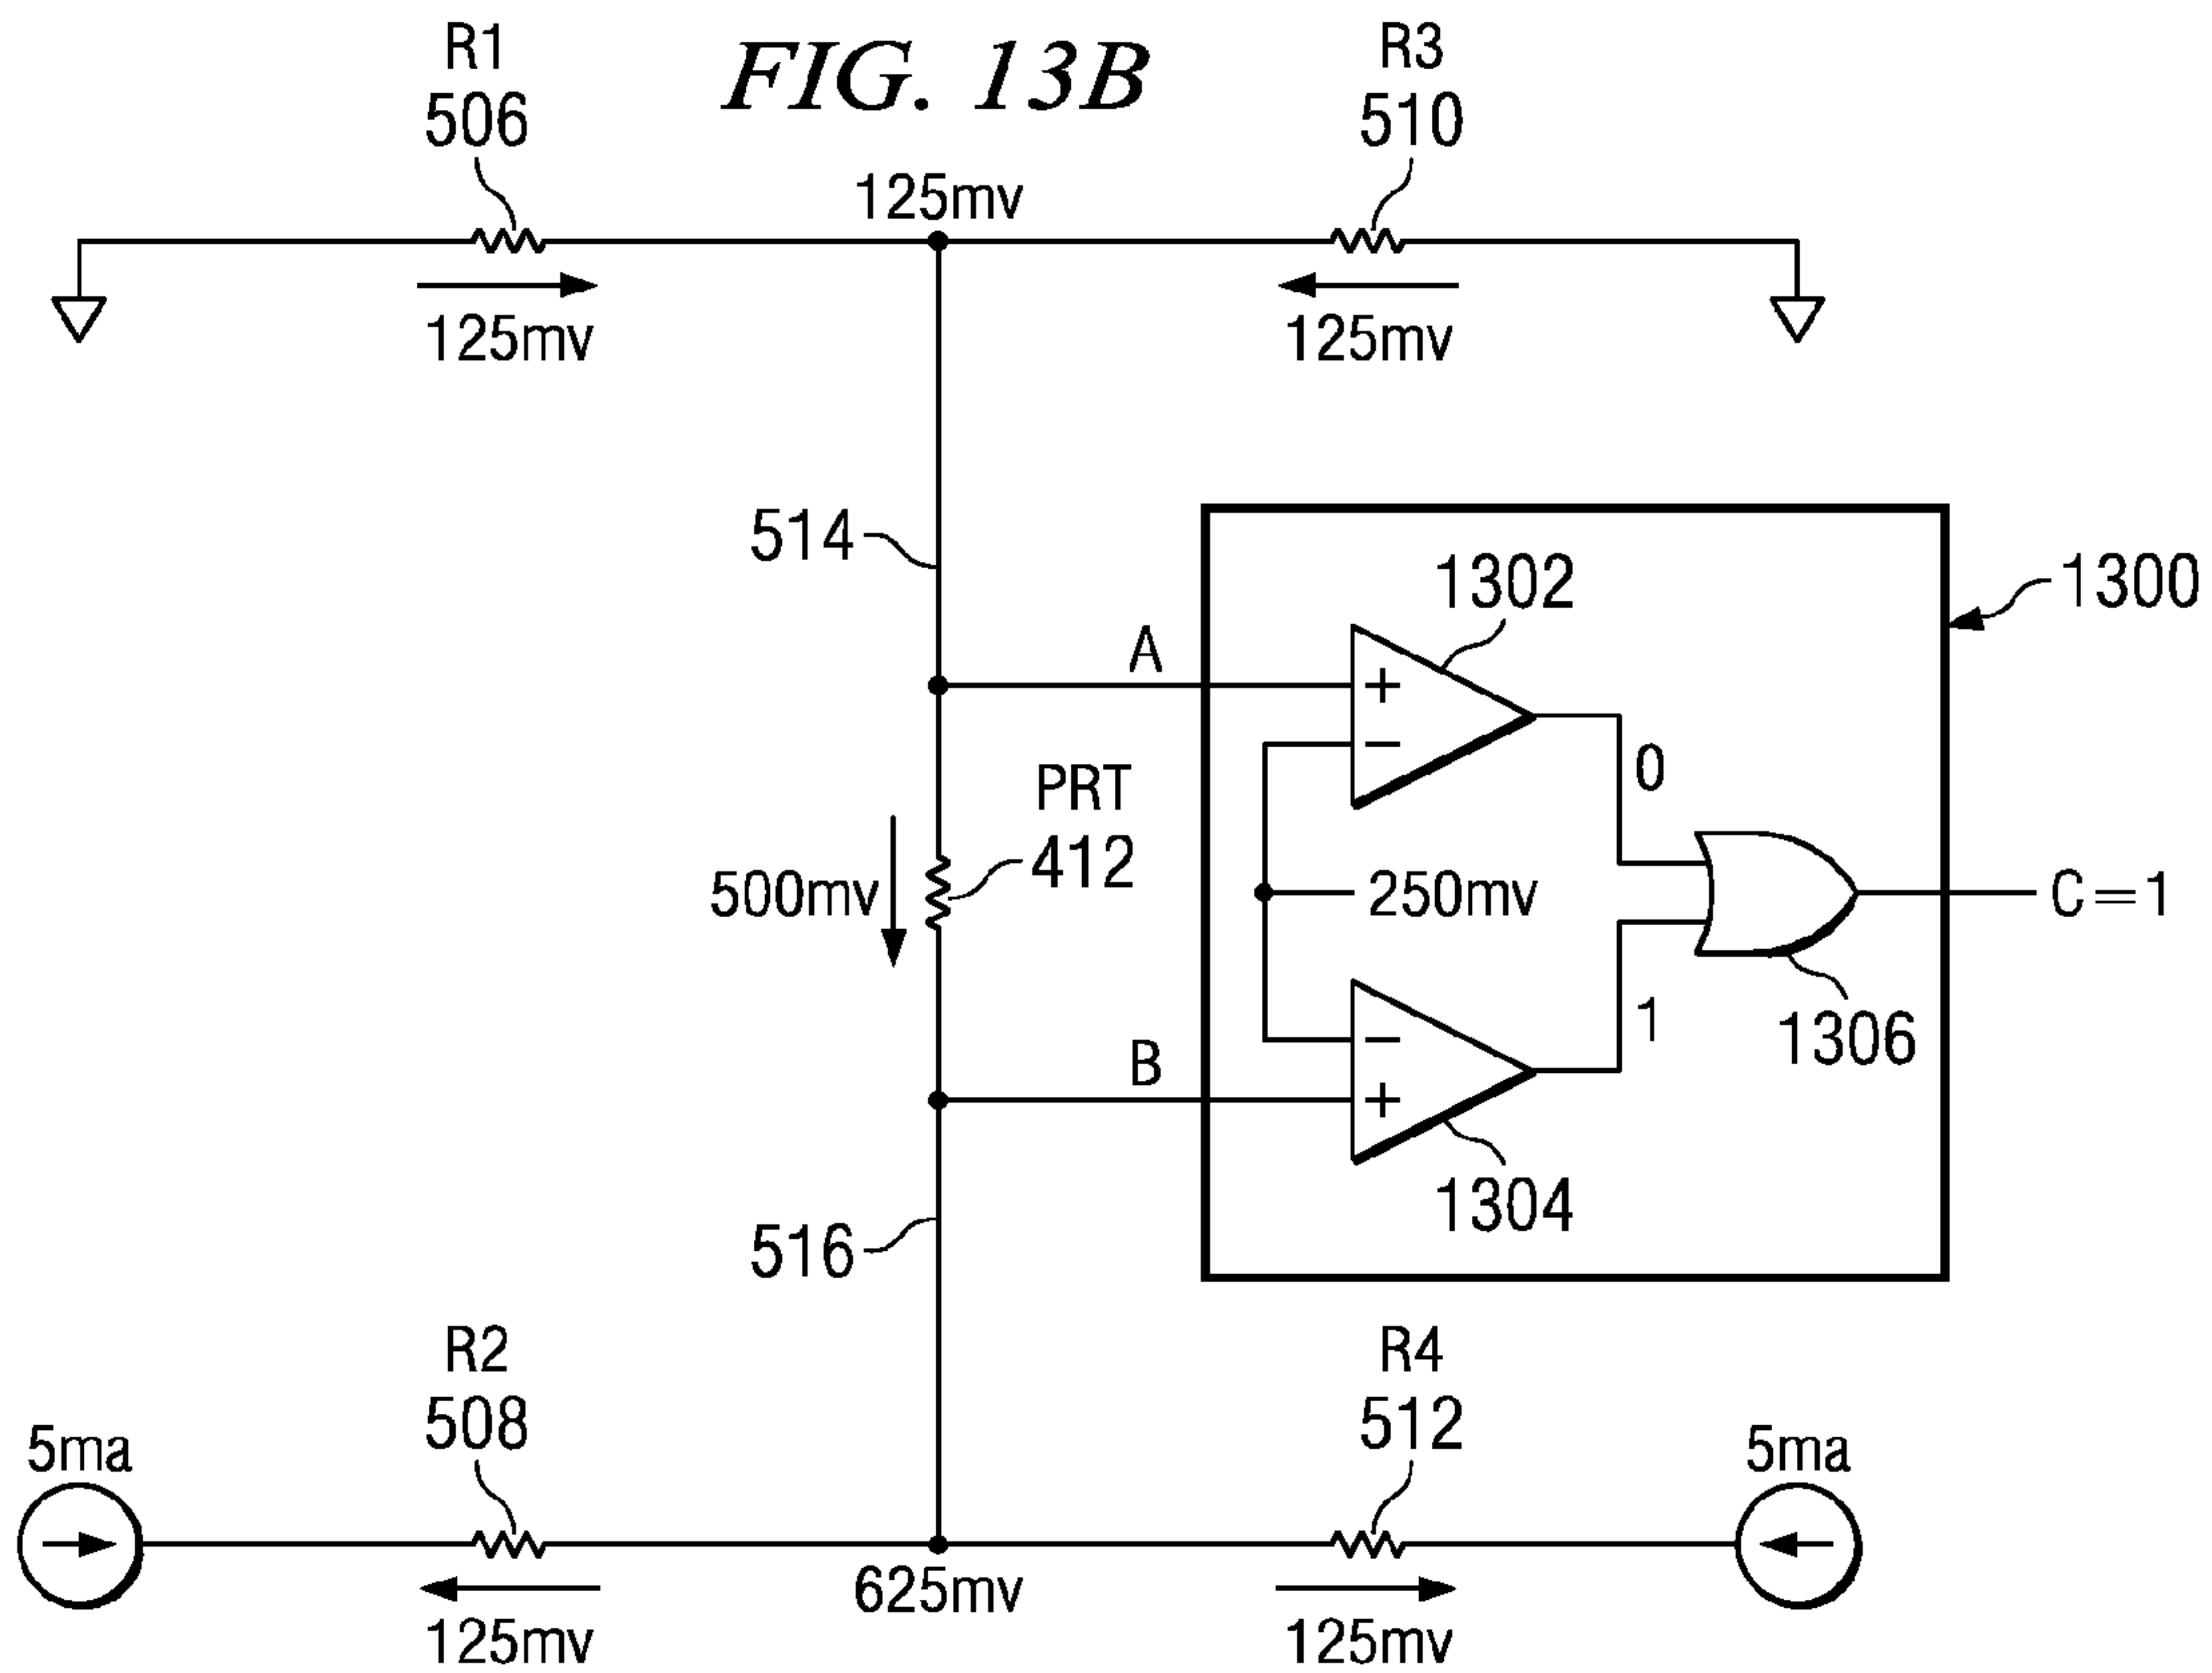 R1
506
FIG. 13B
R3
510
125mv
125mv
125mv
514
1302
1300
A
+
−
0
PRT
412
500mv
250mv
C=1
1
1306
−
B
+
1304
516
R2
508
R4
512
5ma
5ma
625mv
125mv
125mv